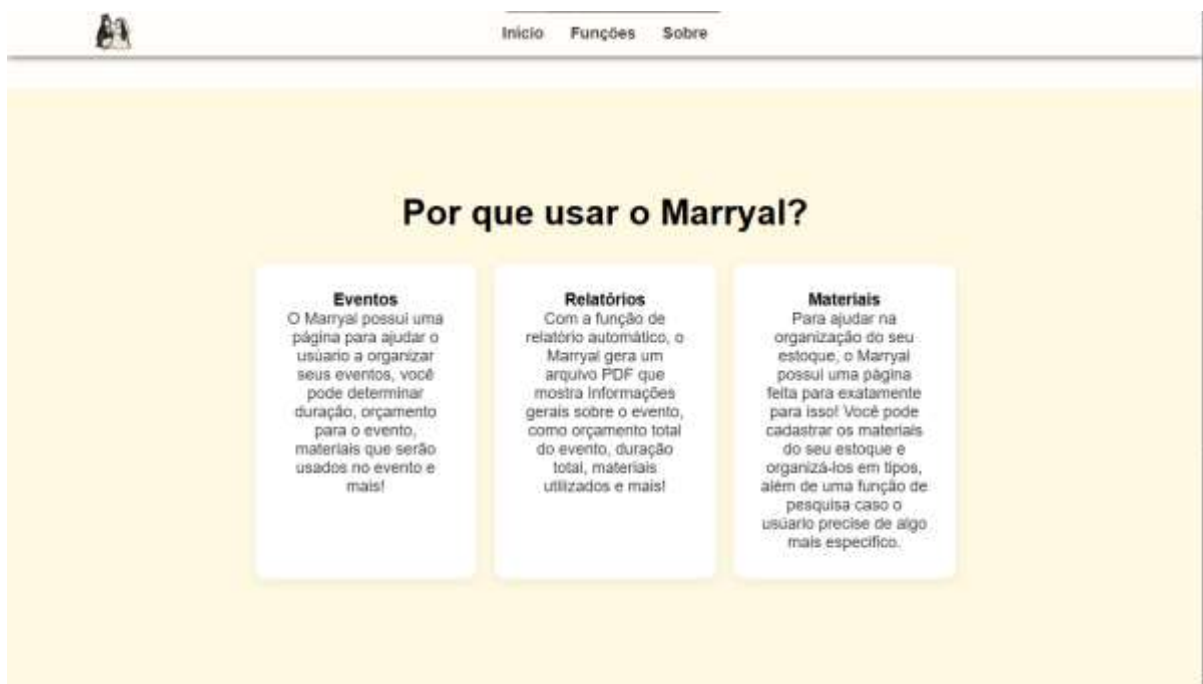 Início Funções Sobre
Por que usar o Marryal?
Eventos
O Marryal possui uma
página para ajudar o
usúario a organizar
seus eventos, você
pode determinar
duração, orçamento
para o evento,
materiais que serão
usados no evento e
mais!
Relatórios
Com a função de
relatório automático, o
Marryal gera um
arquivo PDF que
mostra informações
gerais sobre o evento,
como orçamento total
do evento, duração
total, materiais
utilizados e mais!
Materiais
Para ajudar na
organização do seu
estoque, o Marryal
possui uma página
feita para exatamente
para isso! Você pode
cadastrar os materiais
do seu estoque e
organizá-los em tipos,
além de uma função de
pesquisa caso o
usúario precise de algo
mais específico.